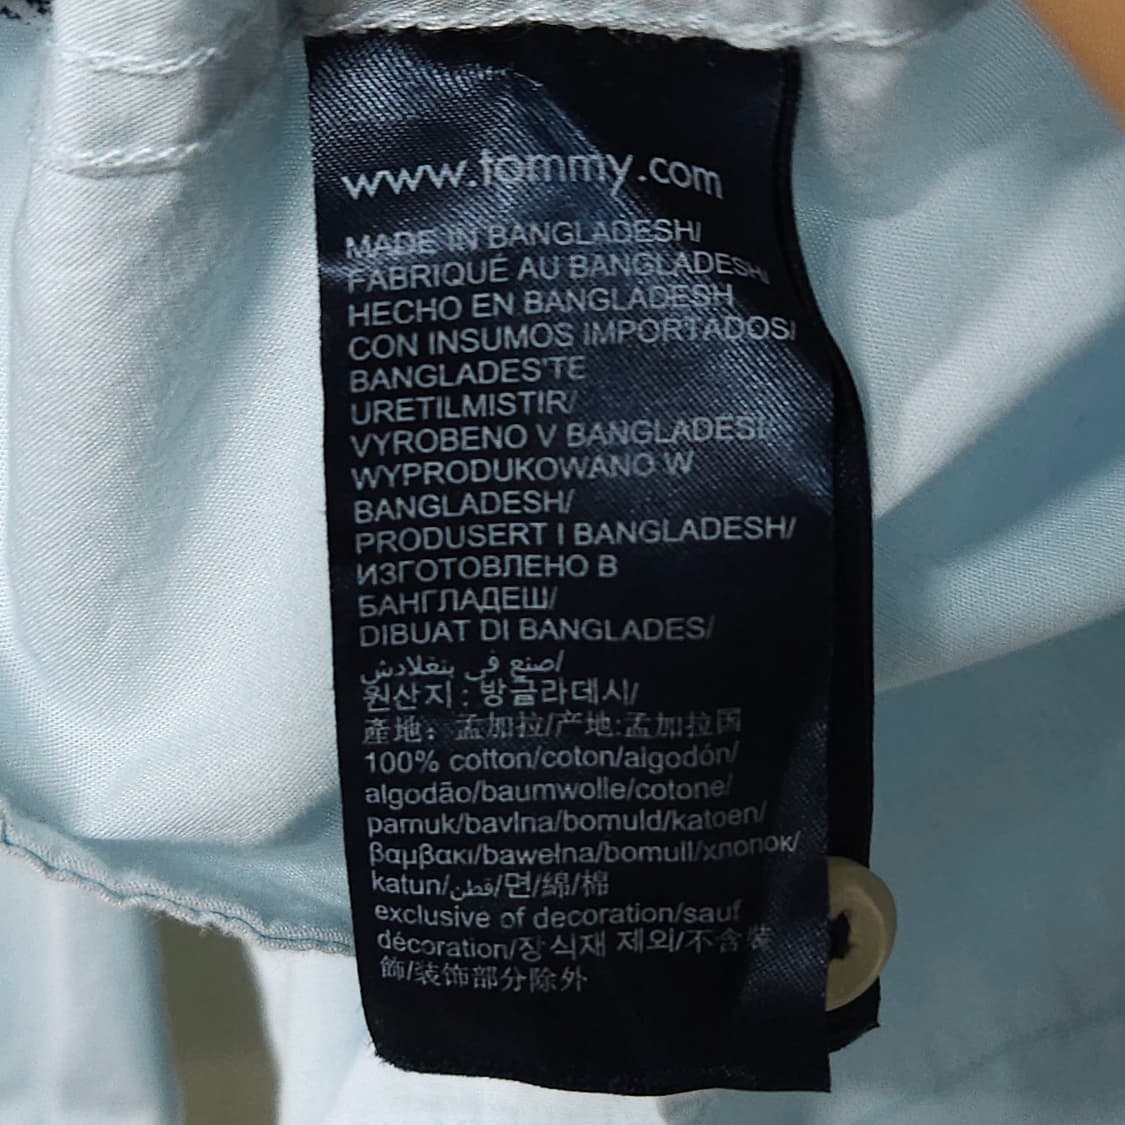 www.tommy.com
MADE IN BANGLADESH/
FABRIQUÉ AU BANGLADESH/
HECHO EN BANGLADESH
CON INSUMOS IMPORTADOS/
BANGLADES'TE
URETILMISTIR/
VYROBENO V BANGLADESI/
WYPRODUKOWANO W
BANGLADESH/
PRODUSERT I BANGLADESH/
ИЗГОТОВЛЕНО В
БАНГЛАДЕШ/
DIBUAT DI BANGLADES/
صنع في بنغلادش/
원산지 : 방글라데시/
產地: 孟加拉/产地:孟加拉国
100% cotton/coton/algodón/
algodão/baumwolle/cotone/
pamuk/bavlna/bomuld/katoen/
βαμβακι/bawełna/bomull/хлопок/
katun/قطن/면/綿/棉
exclusive of decoration/sauf
décoration/장식재 제외/不含裝
飾/装饰部分除外